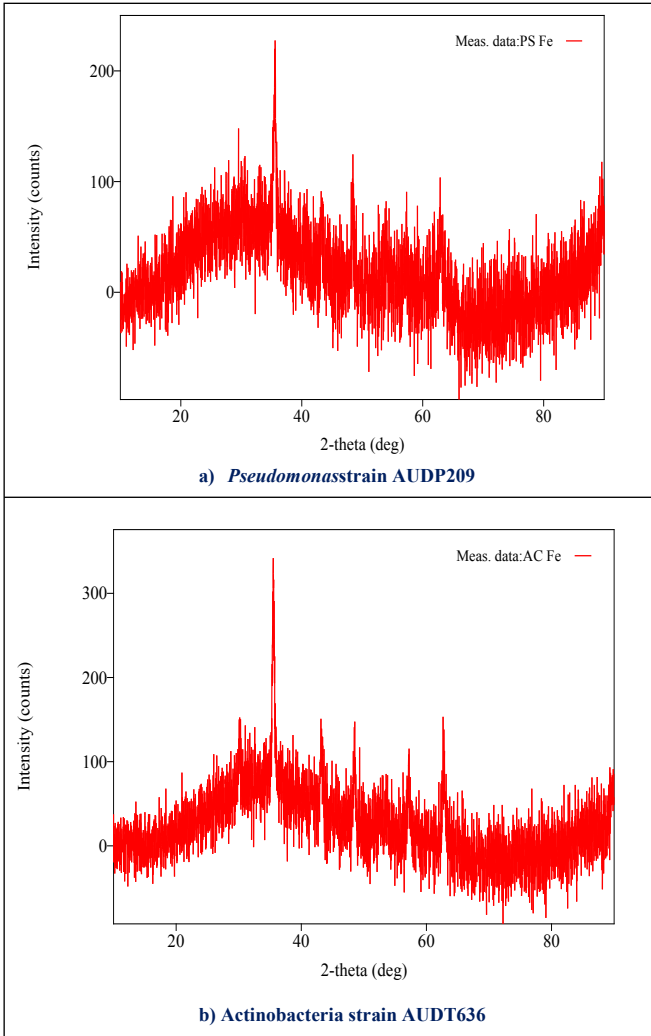 Meas. data:PS Fe
200
100
0
Intensity (counts)
20 40 60 80
2-theta (deg)
a) Pseudomonasstrain AUDP209
Meas. data:AC Fe
300
200
100
0
Intensity (counts)
20 40 60 80
2-theta (deg)
b) Actinobacteria strain AUDT636